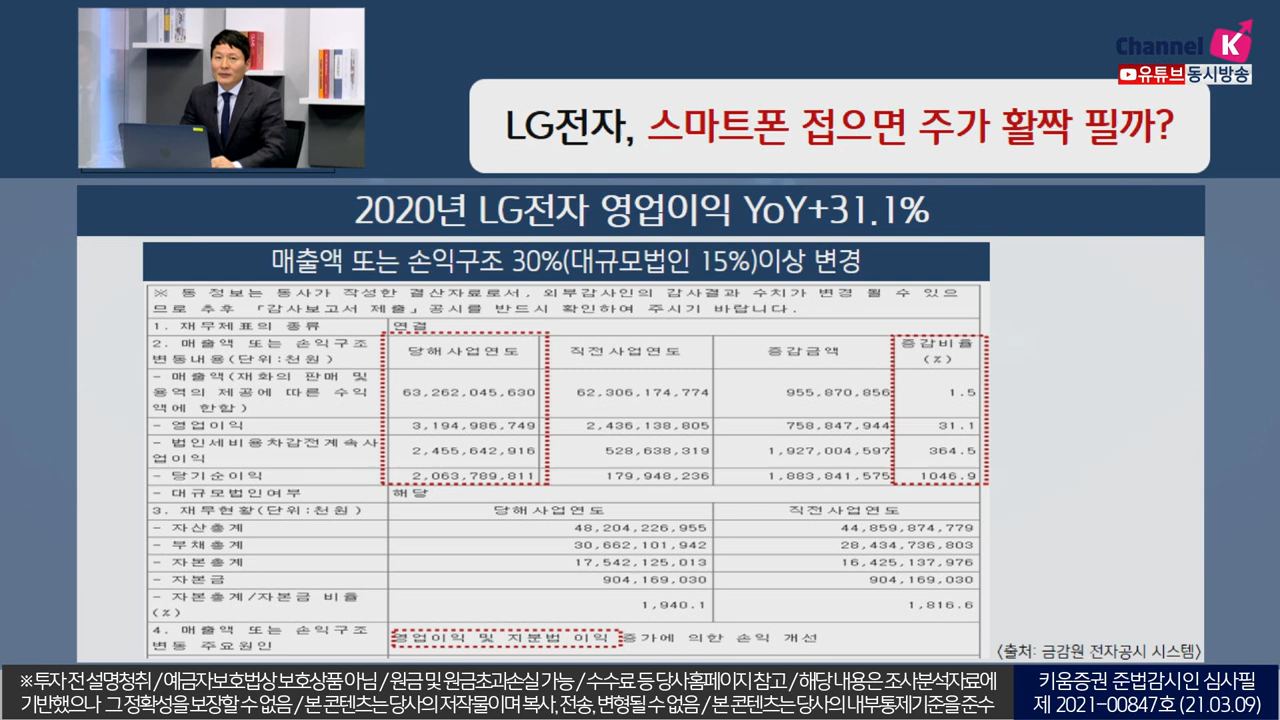 Channel K
유튜브동시방송
LG전자, 스마트폰 접으면 주가 활짝 필까?
2020년 LG전자 영업이익 YoY+31.1%
매출액 또는 손익구조 30%(대규모법인 15%)이상 변경
※ 동 정보는 동사가 작성한 결산자료로서, 외부감사인의 감사결과 수치가 변경 될 수 있으
므로 추후 「감사보고서 제출」공시를 반드시 확인하여 주시기 바랍니다.
1. 재무제표의 종류 연결
2. 매출액 또는 손익구조
변동내용(단위:천원) 당해사업연도 직전사업연도 증감금액 증감비율
(%)
- 매출액(재화의 판매 및
용역의 제공에 따른 수익
액에 한함) 63,262,045,630 62,306,174,774 955,870,856 1.5
- 영업이익 3,194,986,749 2,436,138,805 758,847,944 31.1
- 법인세비용차감전계속사
업이익 2,455,642,916 528,638,319 1,927,004,597 364.5
- 당기순이익 2,063,789,811 179,948,236 1,883,841,575 1046.9
- 대규모법인여부 해당
3. 재무현황(단위:천원) 당해사업연도 직전사업연도
- 자산총계 48,204,226,955 44,859,874,779
- 부채총계 30,662,101,942 28,434,736,803
- 자본총계 17,542,125,013 16,425,137,976
- 자본금 904,169,030 904,169,030
- 자본총계/자본금 비율
(%) 1,940.1 1,816.6
4. 매출액 또는 손익구조
변동 주요원인 영업이익 및 지분법 이익 증가에 의한 손익 개선
〈출처: 금감원 전자공시 시스템〉
※투자 전 설명청취 / 예금자보호법상 보호상품 아님 / 원금 및 원금초과손실 가능 / 수수료 등 당사홈페이지 참고 / 해당 내용은 조사분석자료에
기반했으나 그 정확성을 보장할 수 없음 / 본 콘텐츠는 당사의 저작물이며 복사, 전송, 변형될 수 없음 / 본 콘텐츠는 당사의 내부통제기준을 준수
키움증권 준법감시인 심사필
제 2021-00847호 (21.03.09)